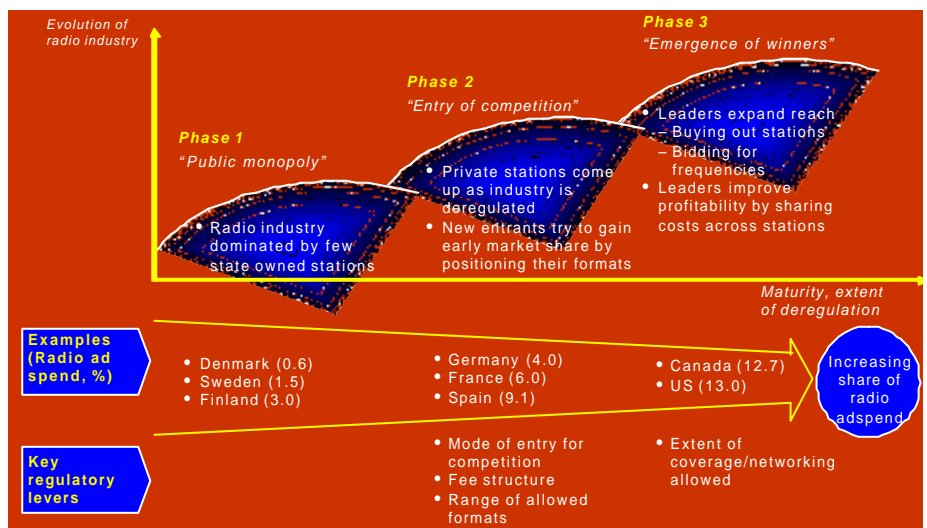 Evolution of
radio industry
Phase 3
"Emergence of winners"
• Leaders expand reach
– Buying out stations
– Bidding for
frequencies
• Leaders improve
profitability by sharing
costs across stations
Phase 2
"Entry of competition"
• Private stations come
up as industry is
deregulated
• New entrants try to gain
early market share by
positioning their formats
Phase 1
"Public monopoly"
• Radio industry
dominated by few
state owned stations
Maturity, extent
of deregulation
Examples
(Radio ad
spend, %)
• Denmark (0.6)
• Sweden (1.5)
• Finland (3.0)
• Germany (4.0)
• France (6.0)
• Spain (9.1)
• Canada (12.7)
• US (13.0)
Increasing
share of
radio
adspend
Key
regulatory
levers
• Mode of entry for
competition
• Fee structure
• Range of allowed
formats
• Extent of
coverage/networking
allowed